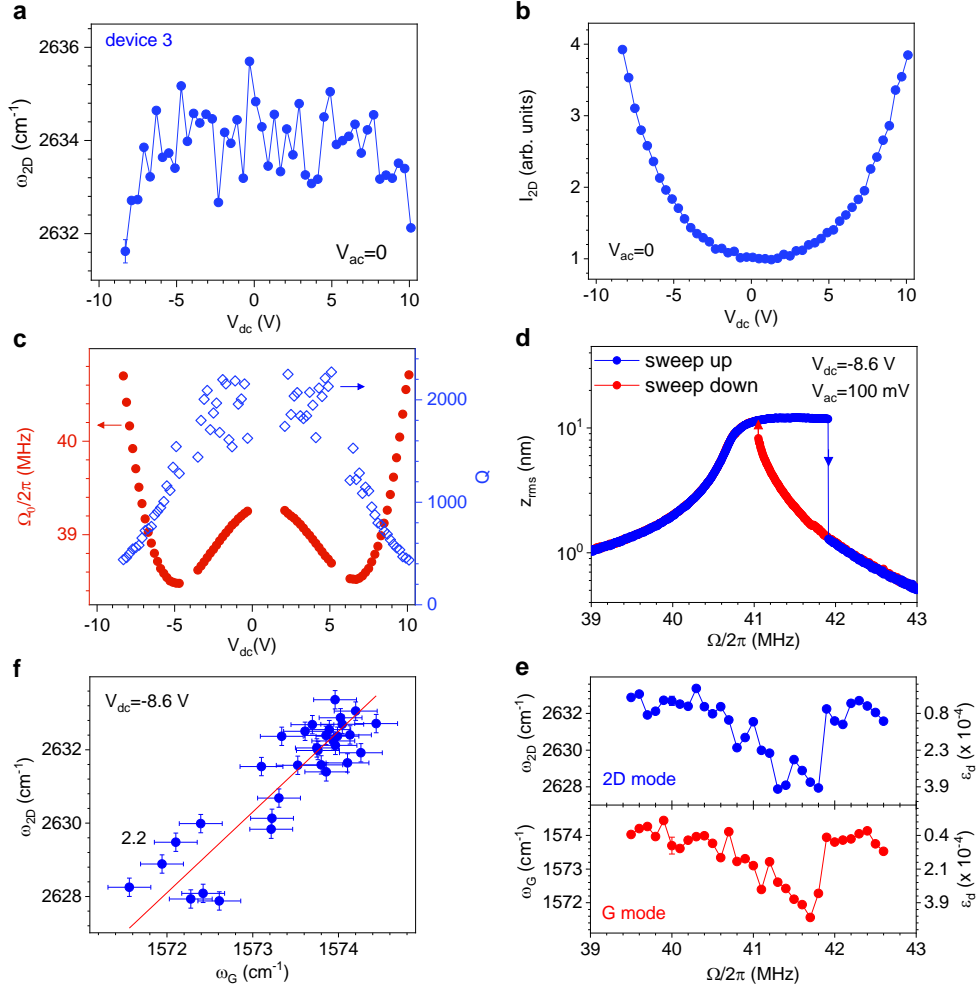 a
device 3
ω2D (cm-1)
2636
2634
2632
Vac=0
-10 -5 0 5 10
Vdc (V)
b
I2D (arb. units)
4
3
2
1
Vac=0
-10 -5 0 5 10
Vdc (V)
c
Ω0/2π (MHz)
40
39
2000
1000
0
Q
-10 -5 0 5 10
Vdc(V)
d
sweep up
sweep down
Vdc=-8.6 V
Vac=100 mV
zrms (nm)
10^1
10^0
39 40 41 42 43
Ω/2π (MHz)
f
Vdc=-8.6 V
ω2D (cm-1)
2632
2630
2628
2.2
1572 1573 1574
ωG (cm-1)
e
ω2D (cm-1)
2632
2630
2628
2D mode
0.8
2.3
3.9
εd (x 10-4)
ωG (cm-1)
1574
1573
1572
G mode
0.4
2.1
3.9
εd (x 10-4)
39 40 41 42 43
Ω/2π (MHz)